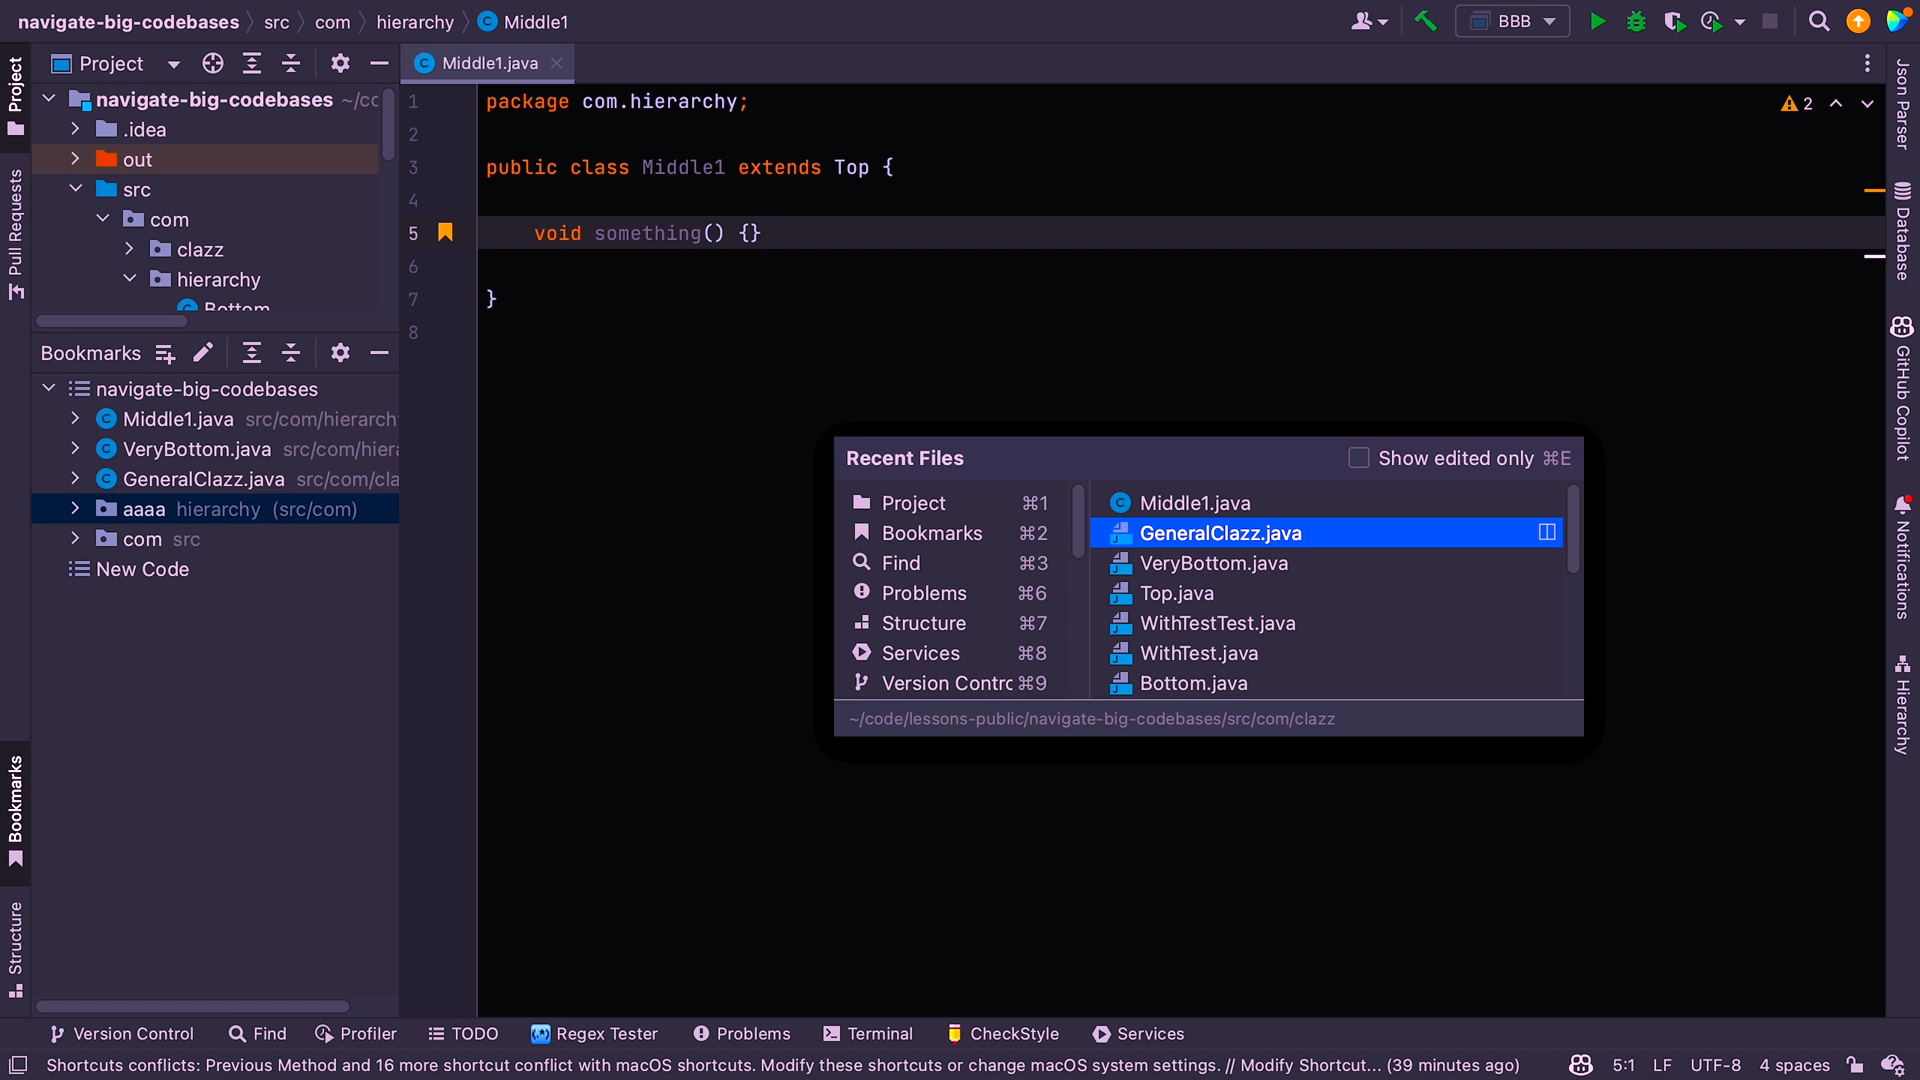 navigate-big-codebases src com hierarchy Middle1
BBB
Project
Middle1.java
navigate-big-codebases ~/cc
.idea
out
src
com
clazz
hierarchy
Bottom
1 package com.hierarchy;
2
3 public class Middle1 extends Top {
4
5 void something() {}
6
7 }
8
2
Bookmarks
navigate-big-codebases
Middle1.java src/com/hierarch
VeryBottom.java src/com/hiera
GeneralClazz.java src/com/cla
aaaa hierarchy (src/com)
com src
New Code
Recent Files
Show edited only ⌘E
Project ⌘1
Bookmarks ⌘2
Find ⌘3
Problems ⌘6
Structure ⌘7
Services ⌘8
Version Contrc ⌘9
Middle1.java
GeneralClazz.java
VeryBottom.java
Top.java
WithTestTest.java
WithTest.java
Bottom.java
~/code/lessons-public/navigate-big-codebases/src/com/clazz
Project
Pull Requests
Bookmarks
Structure
Json Parser
Database
GitHub Copilot
Notifications
Hierarchy
Version Control Find Profiler TODO Regex Tester Problems Terminal CheckStyle Services
Shortcuts conflicts: Previous Method and 16 more shortcut conflict with macOS shortcuts. Modify these shortcuts or change macOS system settings. // Modify Shortcut... (39 minutes ago) 5:1 LF UTF-8 4 spaces